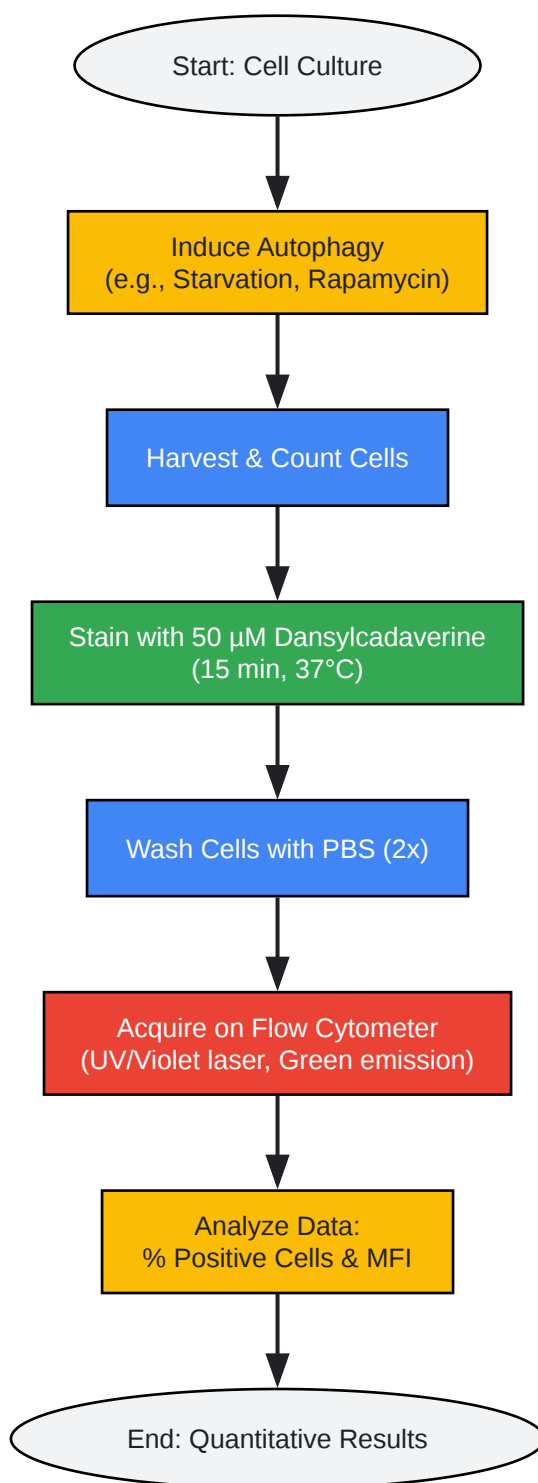 Start: Cell Culture
Induce Autophagy
(e.g., Starvation, Rapamycin)
Harvest & Count Cells
Stain with 50 µM Dansylcadaverine
(15 min, 37°C)
Wash Cells with PBS (2x)
Acquire on Flow Cytometer
(UV/Violet laser, Green emission)
Analyze Data:
% Positive Cells & MFI
End: Quantitative Results